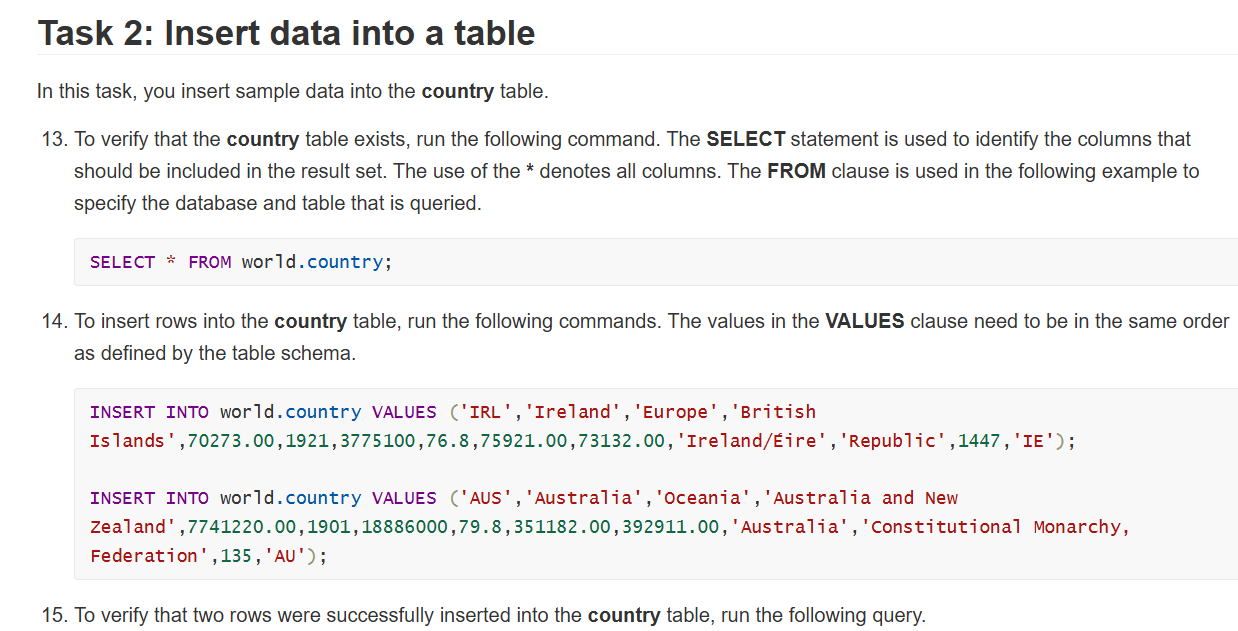 Task 2: Insert data into a table
In this task, you insert sample data into the country table.
13. To verify that the country table exists, run the following command. The SELECT statement is used to identify the columns that
should be included in the result set. The use of the * denotes all columns. The FROM clause is used in the following example to
specify the database and table that is queried.
SELECT * FROM world.country;
14. To insert rows into the country table, run the following commands. The values in the VALUES clause need to be in the same order
as defined by the table schema.
INSERT INTO world.country VALUES ('IRL','Ireland','Europe','British
Islands',70273.00,1921,3775100,76.8,75921.00,73132.00,'Ireland/Éire','Republic',1447,'IE');
INSERT INTO world.country VALUES ('AUS','Australia','Oceania','Australia and New
Zealand',7741220.00,1901,18886000,79.8,351182.00,392911.00,'Australia','Constitutional Monarchy,
Federation',135,'AU');
15. To verify that two rows were successfully inserted into the country table, run the following query.